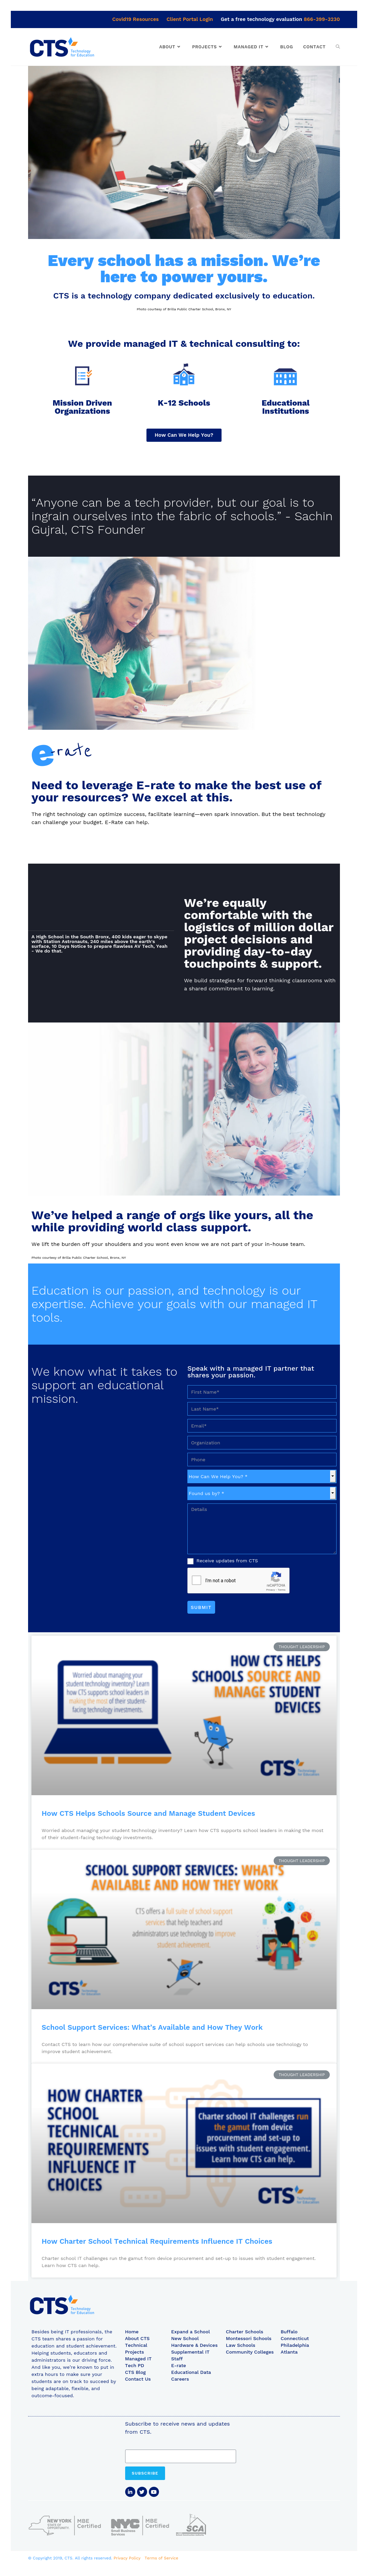 Covid19 Resources Client Portal Login Get a free technology evaluation 866-399-3230
CTS Technology for Education
ABOUT PROJECTS MANAGED IT BLOG CONTACT
Every school has a mission. We’re
here to power yours.
CTS is a technology company dedicated exclusively to education.
Photo courtesy of Brilla Public Charter School, Bronx, NY
We provide managed IT & technical consulting to:
Mission Driven
Organizations
K-12 Schools
Educational
Institutions
How Can We Help You?
“Anyone can be a tech provider, but our goal is to
ingrain ourselves into the fabric of schools.” - Sachin
Gujral, CTS Founder
e-rate
Need to leverage E-rate to make the best use of
your resources? We excel at this.
The right technology can optimize success, facilitate learning—even spark innovation. But the best technology
can challenge your budget. E-Rate can help.
A High School in the South Bronx, 400 kids eager to skype
with Station Astronauts, 240 miles above the earth's
surface, 10 Days Notice to prepare flawless AV Tech, Yeah
- We do that.
We’re equally
comfortable with the
logistics of million dollar
project decisions and
providing day-to-day
touchpoints & support.
We build strategies for forward thinking classrooms with
a shared commitment to learning.
We’ve helped a range of orgs like yours, all the
while providing world class support.
We lift the burden off your shoulders and you wont even know we are not part of your in-house team.
Photo courtesy of Brilla Public Charter School, Bronx, NY
Education is our passion, and technology is our
expertise. Achieve your goals with our managed IT
tools.
We know what it takes to
support an educational
mission.
Speak with a managed IT partner that
shares your passion.
First Name*
Last Name*
Email*
Organization
Phone
How Can We Help You? *
Found us by? *
Details
Receive updates from CTS
I'm not a robot
reCAPTCHA
Privacy - Terms
SUBMIT
THOUGHT LEADERSHIP
Worried about managing your
student technology inventory? Learn
how CTS supports school leaders in
making the most
of their student-facing
technology investments.
HOW CTS HELPS
SCHOOLS SOURCE AND
MANAGE STUDENT
DEVICES
CTS Technology for Education
How CTS Helps Schools Source and Manage Student Devices
Worried about managing your student technology inventory? Learn how CTS supports school leaders in making the most
of their student-facing technology investments.
THOUGHT LEADERSHIP
SCHOOL SUPPORT SERVICES: WHAT’S
AVAILABLE AND HOW THEY WORK
CTS offers a full suite of school support
services that help teachers and
administrators use technology to improve
student achievement.
CTS Technology for Education
School Support Services: What’s Available and How They Work
Contact CTS to learn how our comprehensive suite of school support services can help schools use technology to
improve student achievement.
THOUGHT LEADERSHIP
HOW CHARTER
SCHOOL
TECHNICAL
REQUIREMENTS
INFLUENCE IT
CHOICES
Charter school IT challenges run
the gamut from device
procurement and set-up to
issues with student engagement.
Learn how CTS can help.
CTS Technology for Education
How Charter School Technical Requirements Influence IT Choices
Charter school IT challenges run the gamut from device procurement and set-up to issues with student engagement.
Learn how CTS can help.
CTS Technology for Education
Besides being IT professionals, the
CTS team shares a passion for
education and student achievement.
Helping students, educators and
administrators is our driving force.
And like you, we’re known to put in
extra hours to make sure your
students are on track to succeed by
being adaptable, flexible, and
outcome-focused.
Home
About CTS
Technical
Projects
Managed IT
Tech PD
CTS Blog
Contact Us
Expand a School
New School
Hardware & Devices
Supplemental IT
Staff
E-rate
Educational Data
Careers
Charter Schools
Montessori Schools
Law Schools
Community Colleges
Buffalo
Connecticut
Philadelphia
Atlanta
Subscribe to receive news and updates
from CTS.
SUBSCRIBE
NEW YORK
STATE OF
OPPORTUNITY.
MBE
Certified
NYC
Small Business
Services
MBE
Certified
SCA
© Copyright 2019, CTS. All rights reserved. Privacy Policy Terms of Service